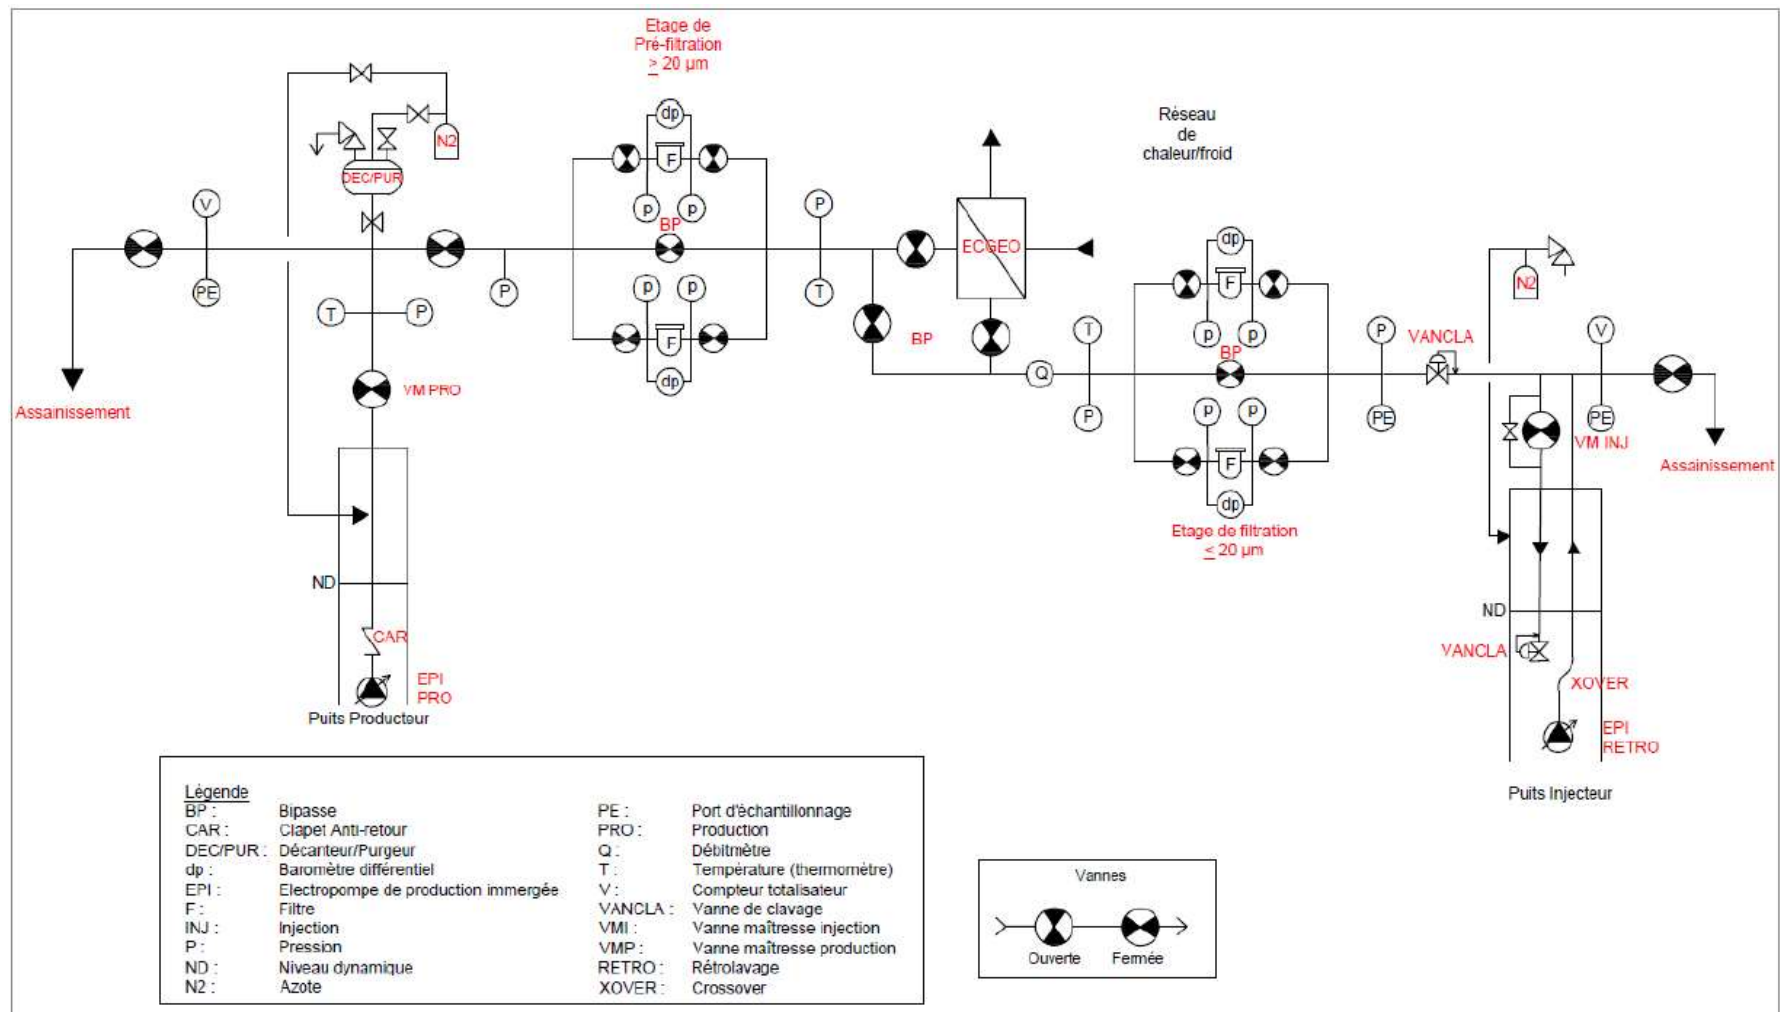 Etage de
Pré-filtration
≥ 20 µm
dp
N2
F
DEC/PUR
p
p
BP
V
PE
P
P
T
T
P
p
p
F
dp
VM PRO
Assainissement
Réseau
de
chaleur/froid
ECGEO
BP
Q
T
P
dp
F
p
p
BP
p
p
F
dp
Etage de filtration
≤ 20 µm
P
PE
VANCLA
N2
V
PE
VM INJ
Assainissement
ND
CAR
EPI
PRO
Puits Producteur
ND
VANCLA
XOVER
EPI
RETRO
Puits Injecteur
Légende
BP : Bipasse
CAR : Clapet Anti-retour
DEC/PUR : Décanteur/Purgeur
dp : Baromètre différentiel
EPI : Electropompe de production immergée
F : Filtre
INJ : Injection
P : Pression
ND : Niveau dynamique
N2 : Azote
PE : Port d'échantillonnage
PRO : Production
Q : Débitmètre
T : Température (thermomètre)
V : Compteur totalisateur
VANCLA : Vanne de clavage
VMI : Vanne maîtresse injection
VMP : Vanne maîtresse production
RETRO : Rétrolavage
XOVER : Crossover
Vannes
Ouverte Fermée